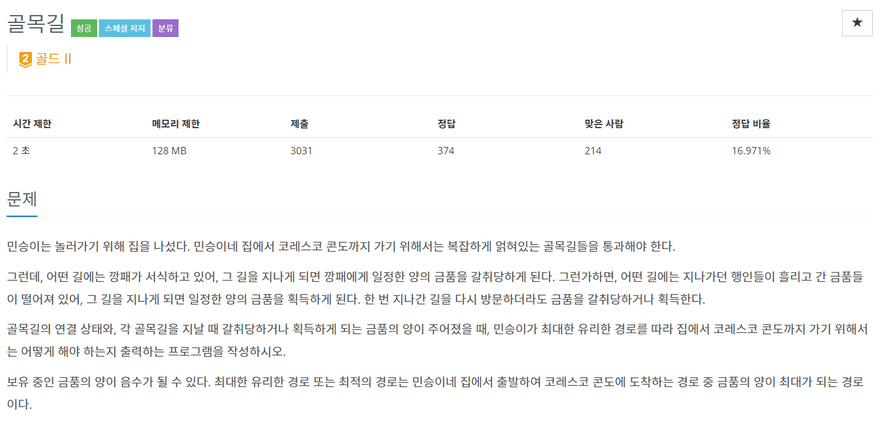 골목길 성공 스페셜 저지 분류
★
2 골드 II
시간 제한 메모리 제한 제출 정답 맞은 사람 정답 비율
2 초 128 MB 3031 374 214 16.971%
문제
민승이는 놀러가기 위해 집을 나섰다. 민승이네 집에서 코레스코 콘도까지 가기 위해서는 복잡하게 얽혀있는 골목길들을 통과해야 한다.
그런데, 어떤 길에는 깡패가 서식하고 있어, 그 길을 지나게 되면 깡패에게 일정한 양의 금품을 갈취당하게 된다. 그런가하면, 어떤 길에는 지나가던 행인들이 흘리고 간 금품들
이 떨어져 있어, 그 길을 지나게 되면 일정한 양의 금품을 획득하게 된다. 한 번 지나간 길을 다시 방문하더라도 금품을 갈취당하거나 획득한다.
골목길의 연결 상태와, 각 골목길을 지날 때 갈취당하거나 획득하게 되는 금품의 양이 주어졌을 때, 민승이가 최대한 유리한 경로를 따라 집에서 코레스코 콘도까지 가기 위해서
는 어떻게 해야 하는지 출력하는 프로그램을 작성하시오.
보유 중인 금품의 양이 음수가 될 수 있다. 최대한 유리한 경로 또는 최적의 경로는 민승이네 집에서 출발하여 코레스코 콘도에 도착하는 경로 중 금품의 양이 최대가 되는 경로
이다.